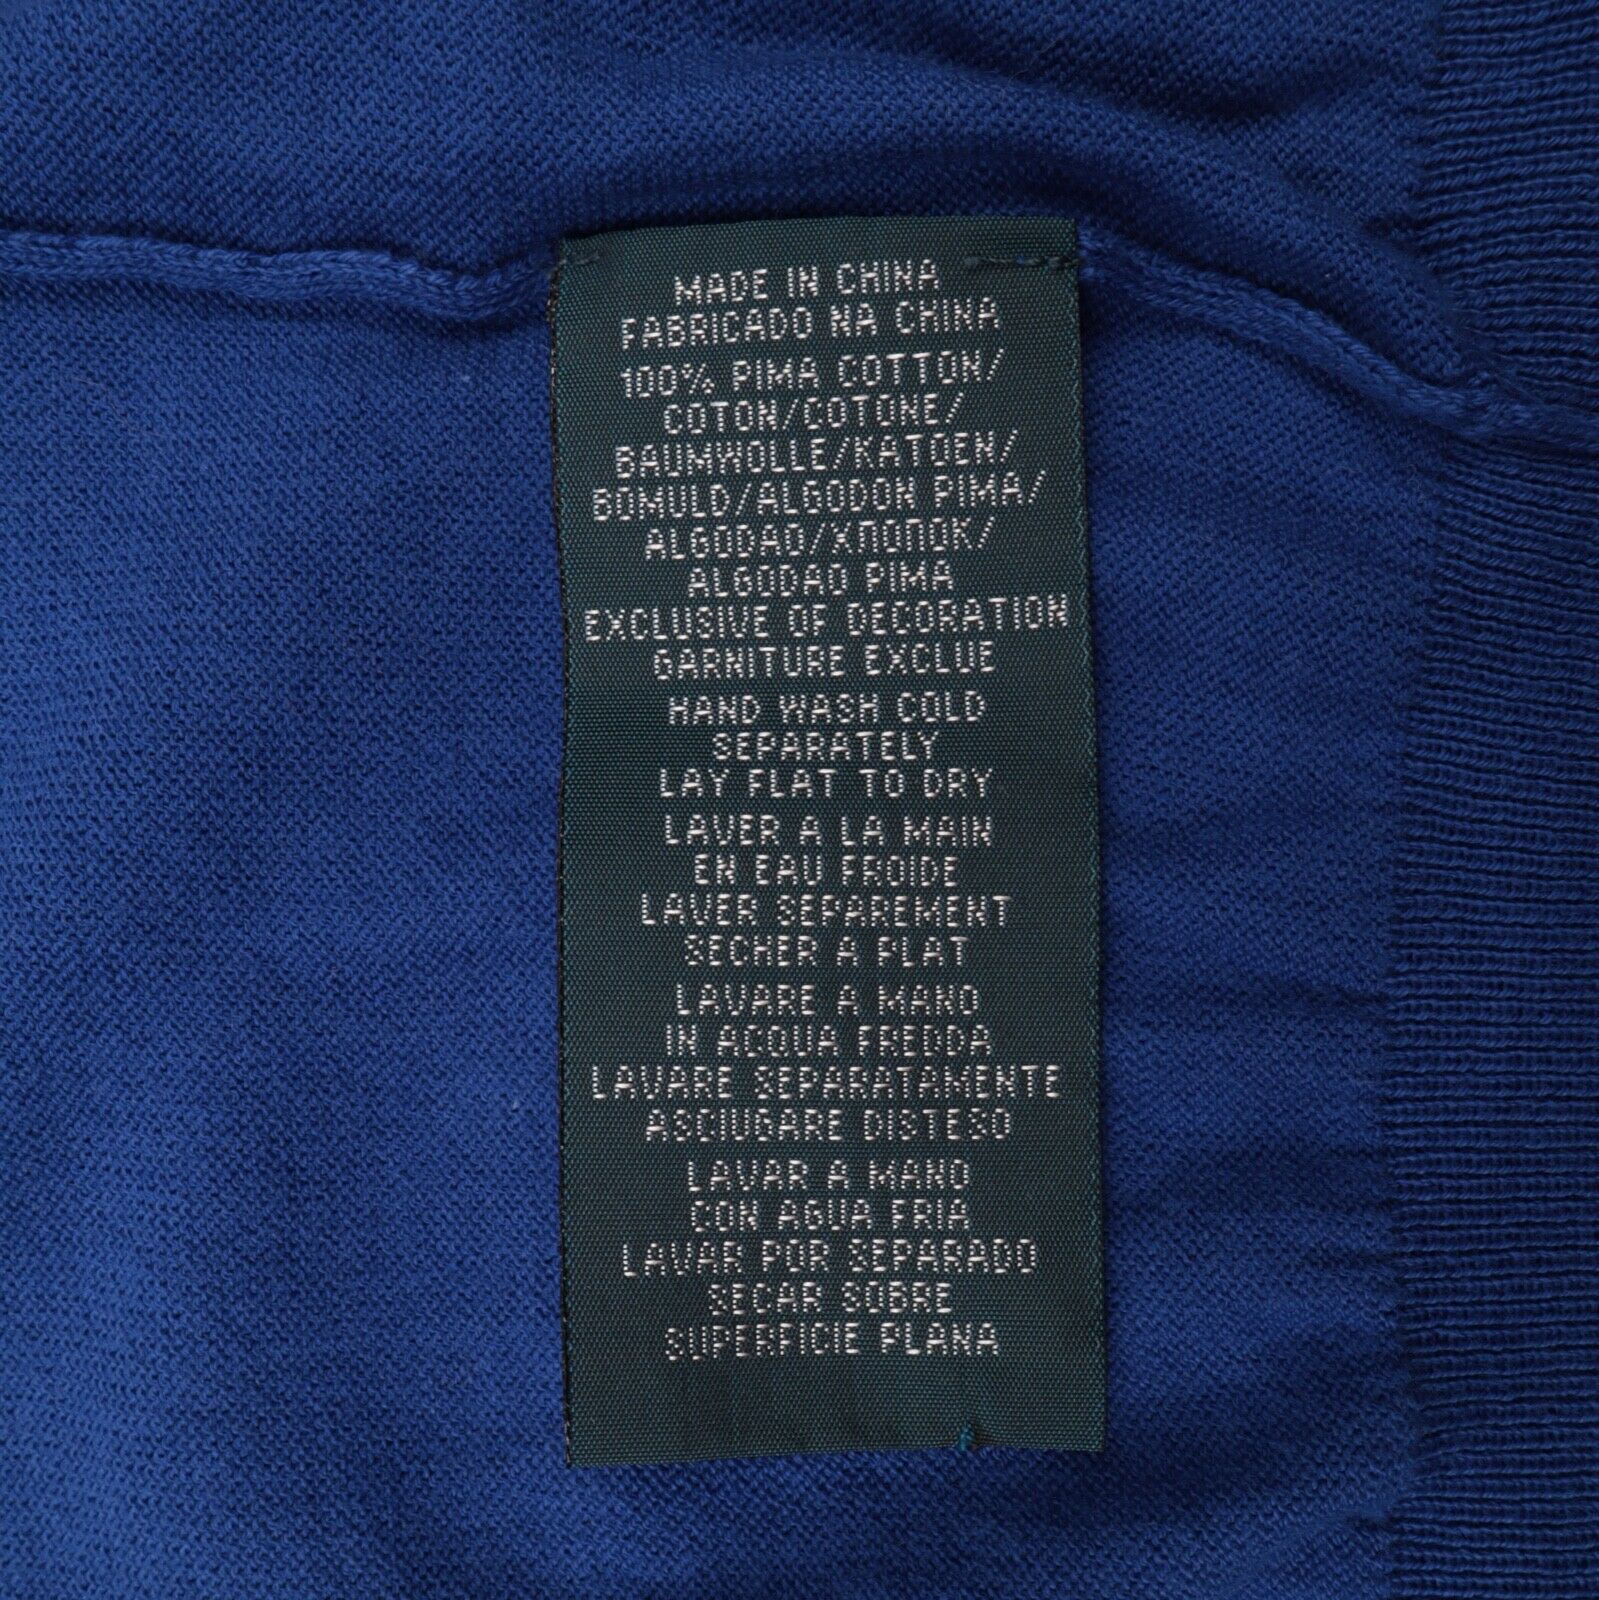 MADE IN CHINA
FABRICADO NA CHINA
100% PIMA COTTON/
COTON/COTONE/
BAUMWOLLE/KATOEN/
BOMULD/ALGODON PIMA/
ALGODAO/ХЛОПОК/
ALGODAO PIMA
EXCLUSIVE OF DECORATION
GARNITURE EXCLUE
HAND WASH COLD
SEPARATELY
LAY FLAT TO DRY
LAVER A LA MAIN
EN EAU FROIDE
LAVER SEPAREMENT
SECHER A PLAT
LAVARE A MANO
IN ACQUA FREDDA
LAVARE SEPARATAMENTE
ASCIUGARE DISTESO
LAVAR A MANO
CON AGUA FRIA
LAVAR POR SEPARADO
SECAR SOBRE
SUPERFICIE PLANA